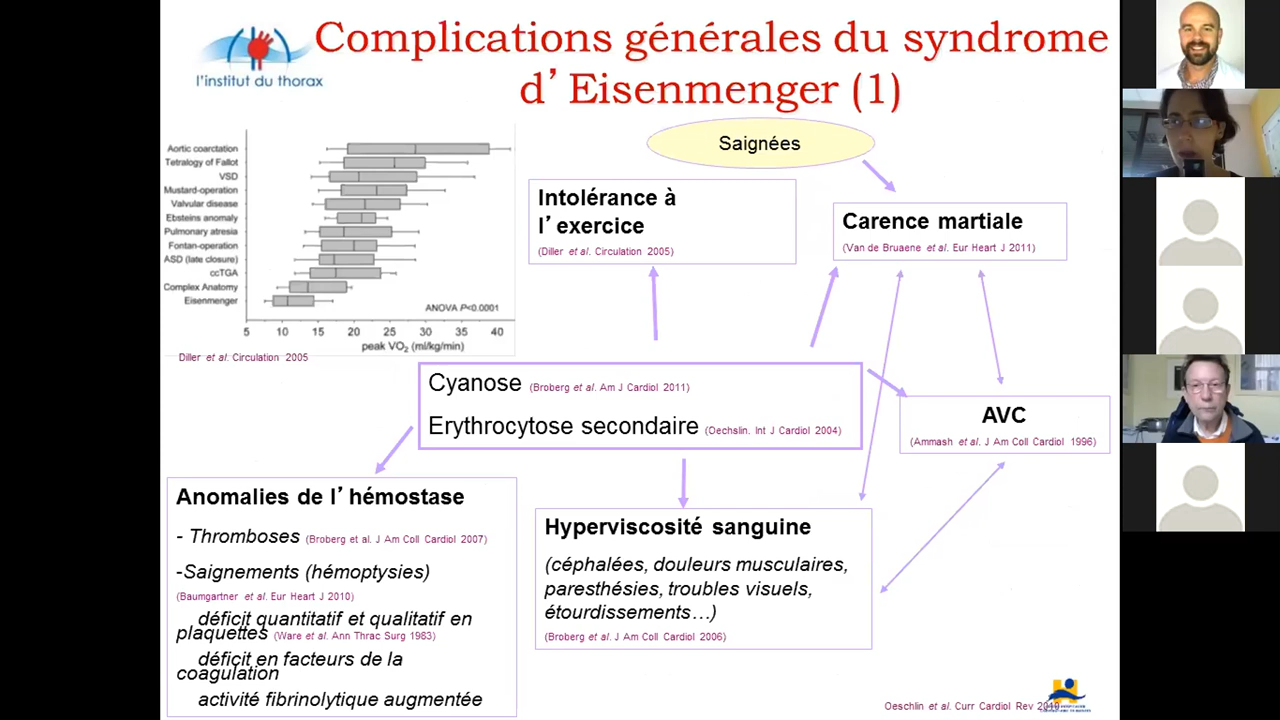 Complications générales du syndrome
d’ Eisenmenger (1)
l'institut du thorax
Aortic coarctation
Tetralogy of Fallot
VSD
Mustard-operation
Valvular disease
Ebsteins anomaly
Pulmonary atresia
Fontan-operation
ASD (late closure)
ccTGA
Complex Anatomy
Eisenmenger
ANOVA P<0.0001
5 10 15 20 25 30 35 40
peak VO₂ (ml/kg/min)
Diller et al. Circulation 2005
Saignées
Intolérance à
l’ exercice
(Diller et al. Circulation 2005)
Carence martiale
(Van de Bruaene et al. Eur Heart J 2011)
Cyanose (Broberg et al. Am J Cardiol 2011)
Erythrocytose secondaire (Oechslin. Int J Cardiol 2004)
AVC
(Ammash et al. J Am Coll Cardiol 1996)
Anomalies de l’ hémostase
- Thromboses (Broberg et al. J Am Coll Cardiol 2007)
-Saignements (hémoptysies)
(Baumgartner et al. Eur Heart J 2010)
déficit quantitatif et qualitatif en
plaquettes (Ware et al. Ann Thrac Surg 1983)
déficit en facteurs de la
coagulation
activité fibrinolytique augmentée
Hyperviscosité sanguine
(céphalées, douleurs musculaires,
paresthésies, troubles visuels,
étourdissements…)
(Broberg et al. J Am Coll Cardiol 2006)
Oeschlin et al. Curr Cardiol Rev